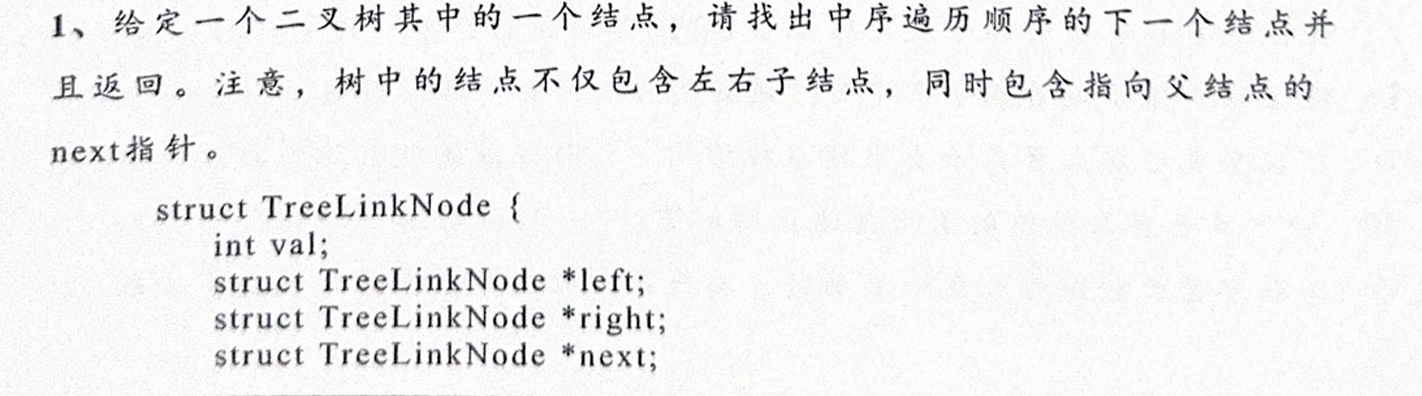 1、给定一个二叉树其中的一个结点，请找出中序遍历顺序的下一个结点并
且返回。注意，树中的结点不仅包含左右子结点，同时包含指向父结点的
next指针。
struct TreeLinkNode {
int val;
struct TreeLinkNode *left;
struct TreeLinkNode *right;
struct TreeLinkNode *next;